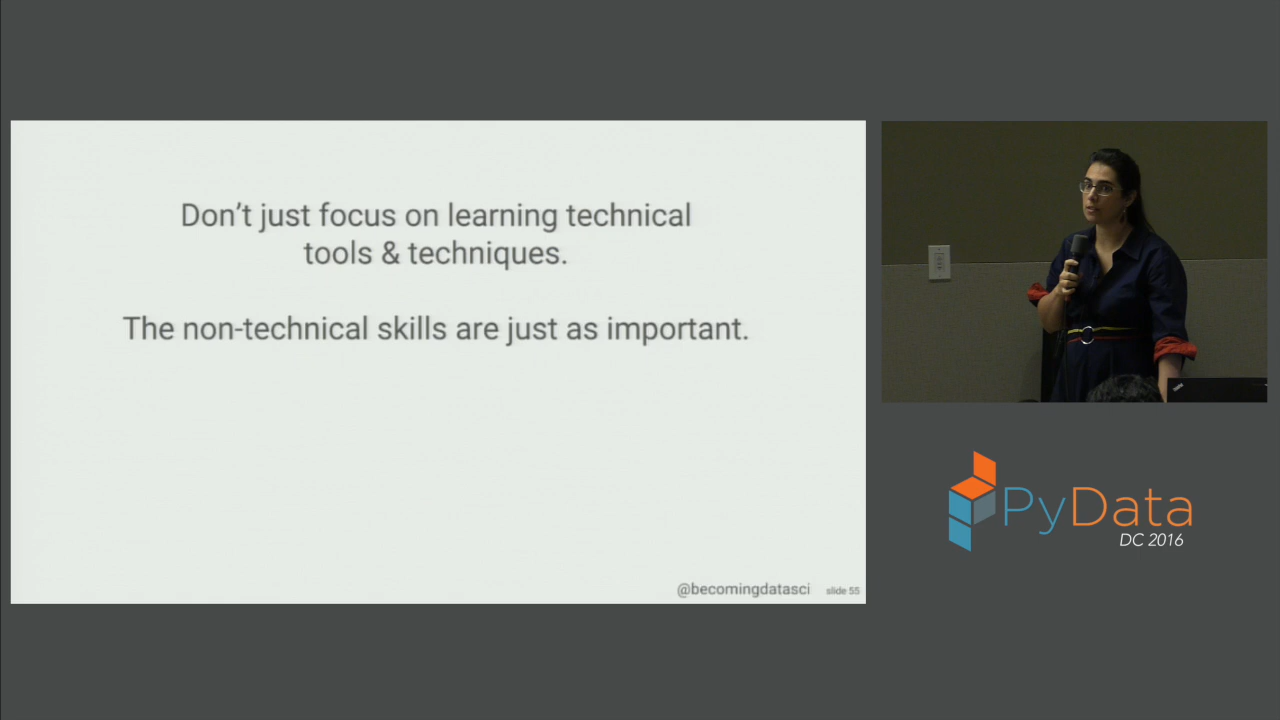 Don't just focus on learning technical
tools & techniques.
The non-technical skills are just as important.
@becomingdatasci
slide 55
PyData
DC 2016